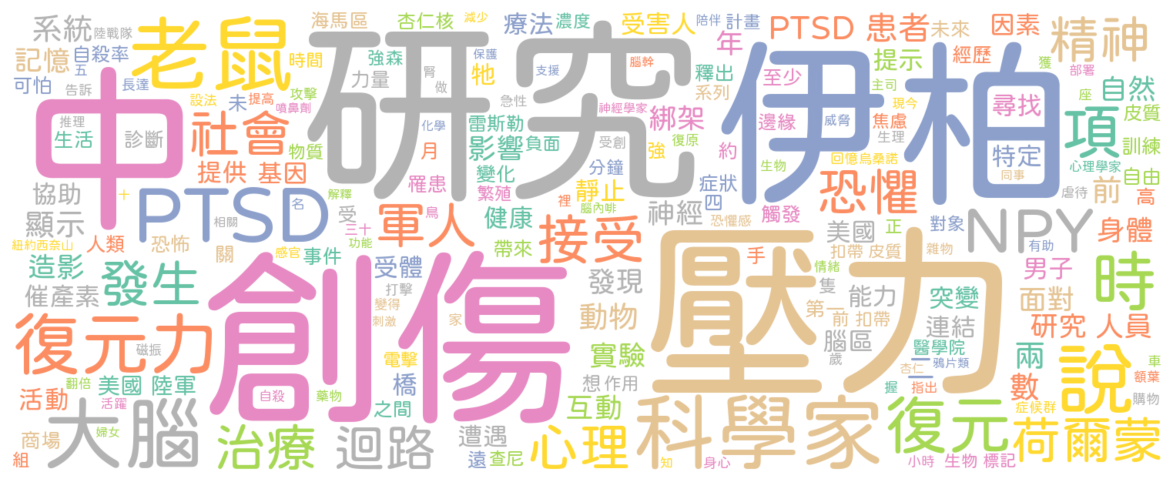 系統 陸戰隊
老鼠
海馬區 杏仁核 減少
療法 濃度 受害人 陪伴 計畫
PTSD 患者 未來 因素
精神
記憶 自殺率 時間
研究
強森 保護 牠
年
提示 經歷
伊柏
可怕 五 長達 攻擊
力量 腎 支援 腦幹
釋出 至少 主司 獲
自然
告訴 設法 未 提高 噴鼻劑
做 急性 神經學家
系列 現今 部署 座 皮質
中
推理
社會
化學 雷斯勒 受創 綁架
邊緣 威脅 焦慮 尋找
項
生活 診斷
物質
影響 負面 復原
生理 特定 訓練
提供 基因
月 變化 分鐘 強 約 生物
回憶 烏桑諾 同事 心理學家
協助 十 解釋 罹患 繁殖 靜止
症狀 恐懼 虐待 前 自由
PTSD
名 受 軍人 鳥 健康 裡 腦內啡 神經
四 觸發 高
顯示 相關 三十
接受 恐懼感
美國 正 對象
NPY
身體
紐約西奈山 人類 恐怖 關 功能 帶來
手 扣帶 皮質 雜物 有助
造影 感官 事件 受體
創傷
發現 壓力
情緒 隻 能力 突變 男子
時
催產素 發生 打擊 變得
動物
第一 面對
復元力 磁振 刺激 家
前 扣帶 連結
研究 人員
電擊 實驗 腦區 醫學院 兩
美國 陸軍 翻倍 自殺 藥物 橋
想 作用 歲 杏仁 二 鴉片類 車
說
活動 活躍 之間 互動
握 指出 數 額葉 購物
商場 大腦 婦女 治療 迴路 遭遇 心理
科學家 復元 症候群 荷爾蒙
組 遠 查尼
知 身心 小時 生物 標記